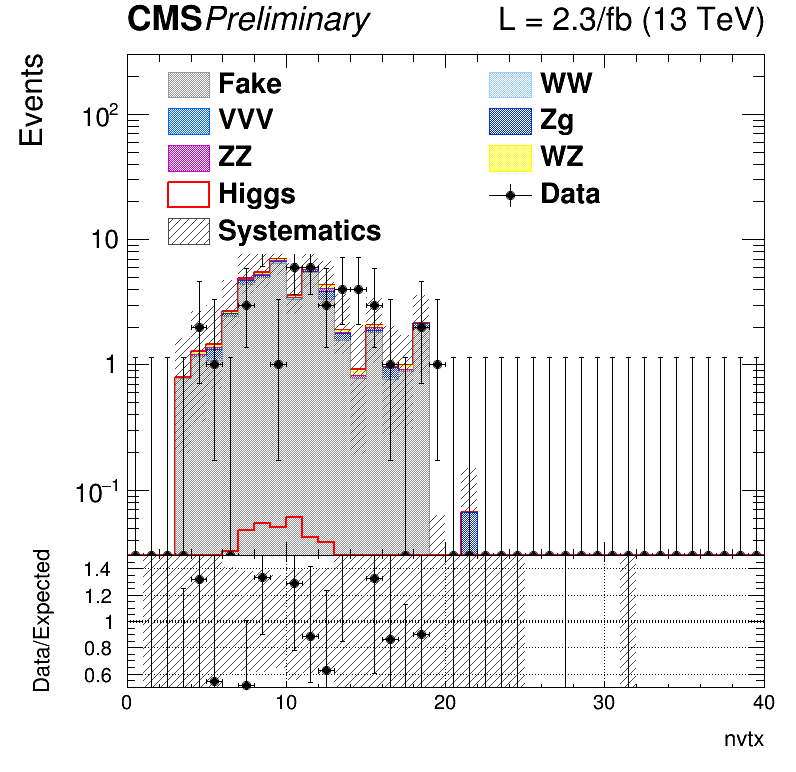 CMS Preliminary L = 2.3/fb (13 TeV)
Events
Fake WW
VVV Zg
ZZ WZ
Higgs Data
Systematics
10²
10
1
10⁻¹
Data/Expected
1.4
1.2
1
0.8
0.6
0 10 20 30 40
nvtx